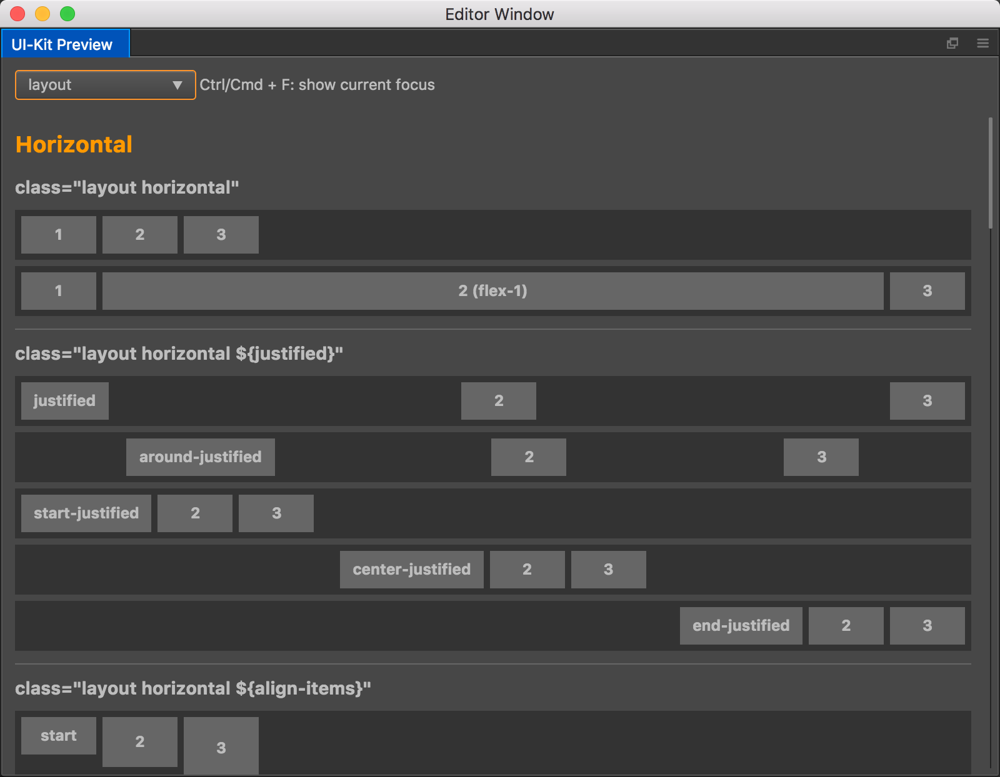 Editor Window
UI-Kit Preview
layout ▼ Ctrl/Cmd + F: show current focus
Horizontal
class="layout horizontal"
1 2 3
1 2 (flex-1) 3
class="layout horizontal ${justified}"
justified 2 3
around-justified 2 3
start-justified 2 3
center-justified 2 3
end-justified 2 3
class="layout horizontal ${align-items}"
start 2 3